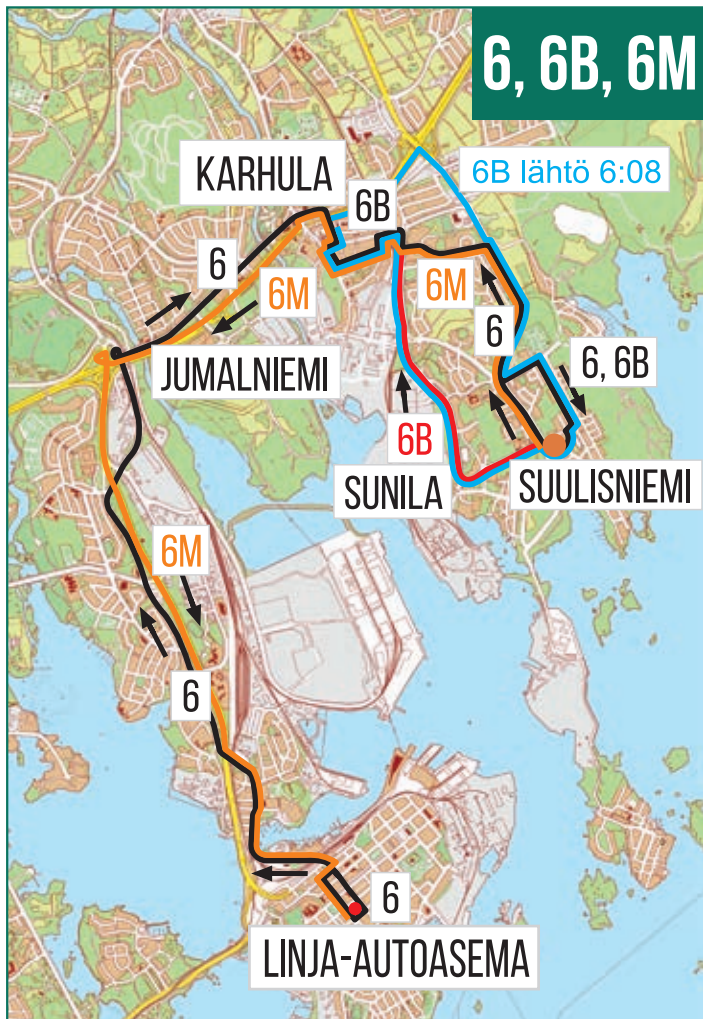 6, 6B, 6M
6B lähtö 6:08
KARHULA
6B
6
6M
6M
6
JUMALNIEMI
6, 6B
6B
SUNILA
SUULISNIEMI
6M
6
6
LINJA-AUTOASEMA